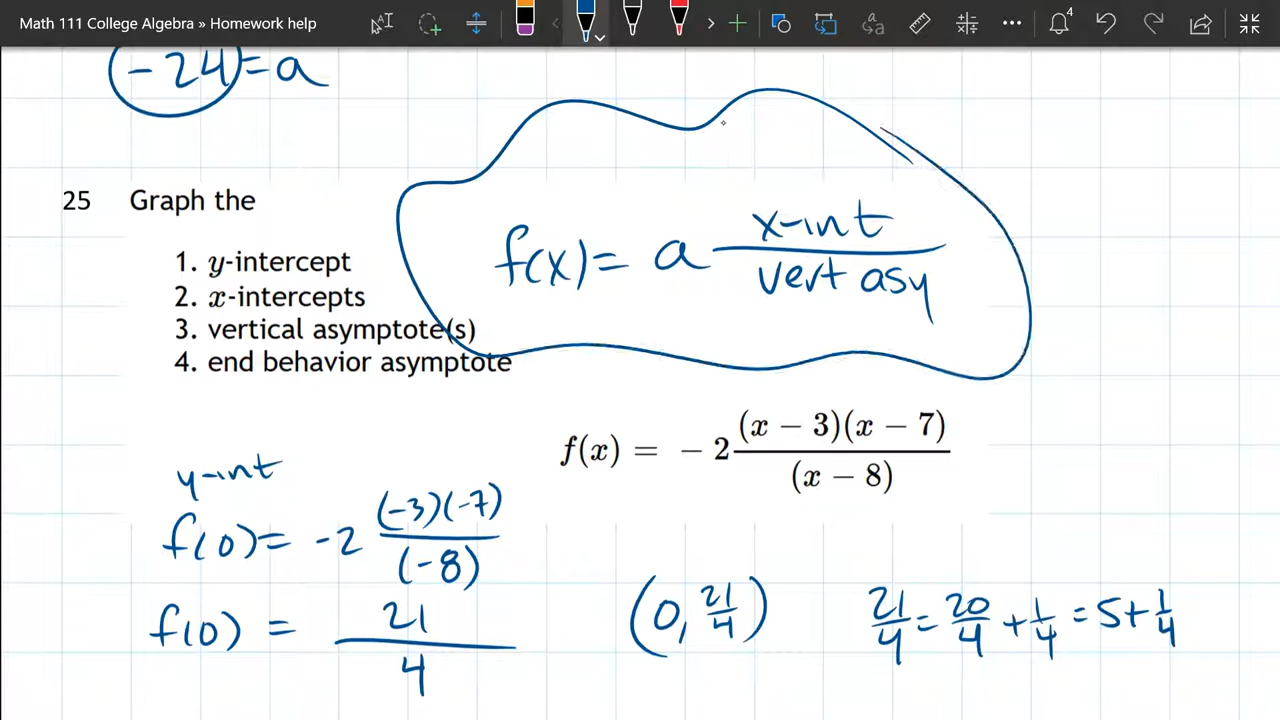 Math 111 College Algebra » Homework help
4
(-24)=a
25 Graph the
f(x)= a x-int / vert asy
1. y-intercept
2. x-intercepts
3. vertical asymptote(s)
4. end behavior asymptote
f(x) = -2 (x - 3)(x - 7) / (x - 8)
y-int
f(0)= -2 (-3)(-7) / (-8)
f(0) = 21 / 4
(0, 21/4)
21/4 = 20/4 + 1/4 = 5 + 1/4